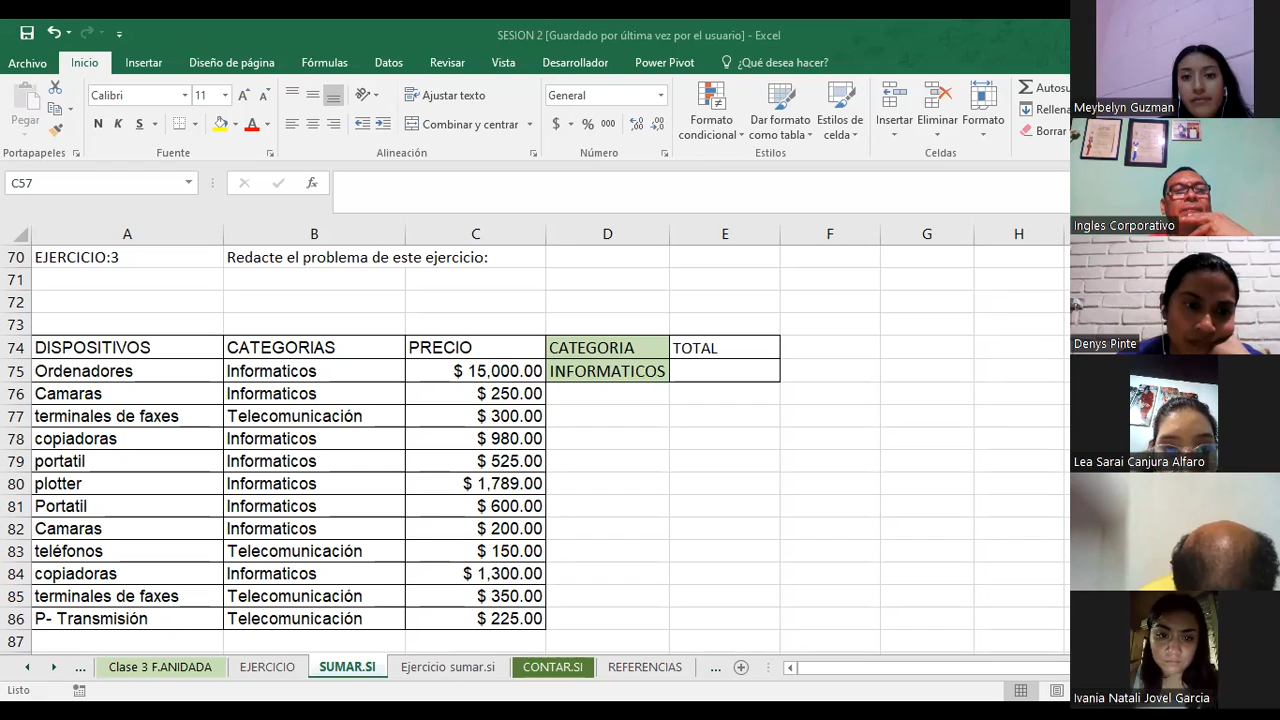 SESION 2 [Guardado por última vez por el usuario] - Excel
Archivo Inicio Insertar Diseño de página Fórmulas Datos Revisar Vista Desarrollador Power Pivot ¿Qué desea hacer?
Pegar
Calibri 11
N K S
Ajustar texto
Combinar y centrar
General
$ % 000
Formato condicional
Dar formato como tabla
Estilos de celda
Insertar Eliminar Formato
Autosu
Rellena
Borrar
Portapapeles Fuente Alineación Número Estilos Celdas
C57 fx
A B C D E F G H
70 EJERCICIO:3 Redacte el problema de este ejercicio:
71
72
73
74 DISPOSITIVOS CATEGORIAS PRECIO CATEGORIA TOTAL
75 Ordenadores Informaticos $ 15,000.00 INFORMATICOS
76 Camaras Informaticos $ 250.00
77 terminales de faxes Telecomunicación $ 300.00
78 copiadoras Informaticos $ 980.00
79 portatil Informaticos $ 525.00
80 plotter Informaticos $ 1,789.00
81 Portatil Informaticos $ 600.00
82 Camaras Informaticos $ 200.00
83 teléfonos Telecomunicación $ 150.00
84 copiadoras Informaticos $ 1,300.00
85 terminales de faxes Telecomunicación $ 350.00
86 P- Transmisión Telecomunicación $ 225.00
87
... Clase 3 F.ANIDADA EJERCICIO SUMAR.SI Ejercicio sumar.si CONTAR.SI REFERENCIAS ...
Listo
Meybelyn Guzman
Ingles Corporativo
Denys Pinte
Lea Sarai Canjura Alfaro
Ivania Natali Jovel Garcia